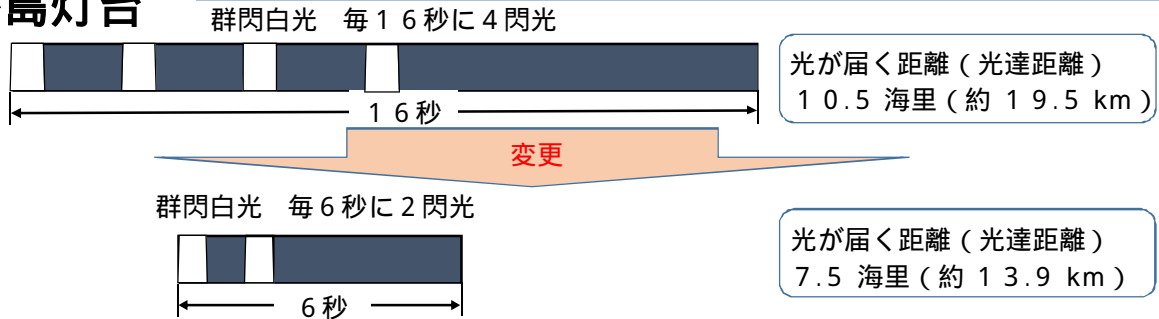 島灯台
群閃白光　毎１６秒に４閃光
光が届く距離（光達距離）
１０.５ 海里（約 １９.５ km）
１６秒
変更
群閃白光　毎６秒に２閃光
光が届く距離（光達距離）
７.５ 海里（約 １３.９ km）
６秒